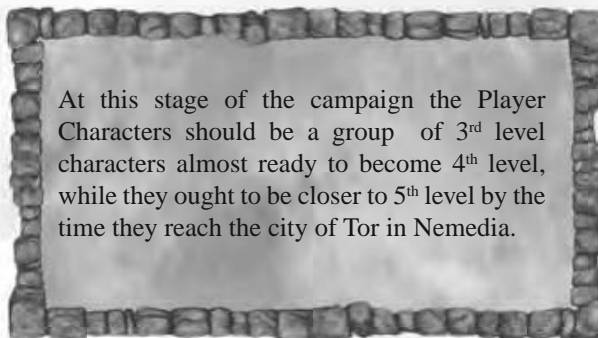 At this stage of the campaign the Player
Characters should be a group of 3rd level
characters almost ready to become 4th level,
while they ought to be closer to 5th level by the
time they reach the city of Tor in Nemedia.